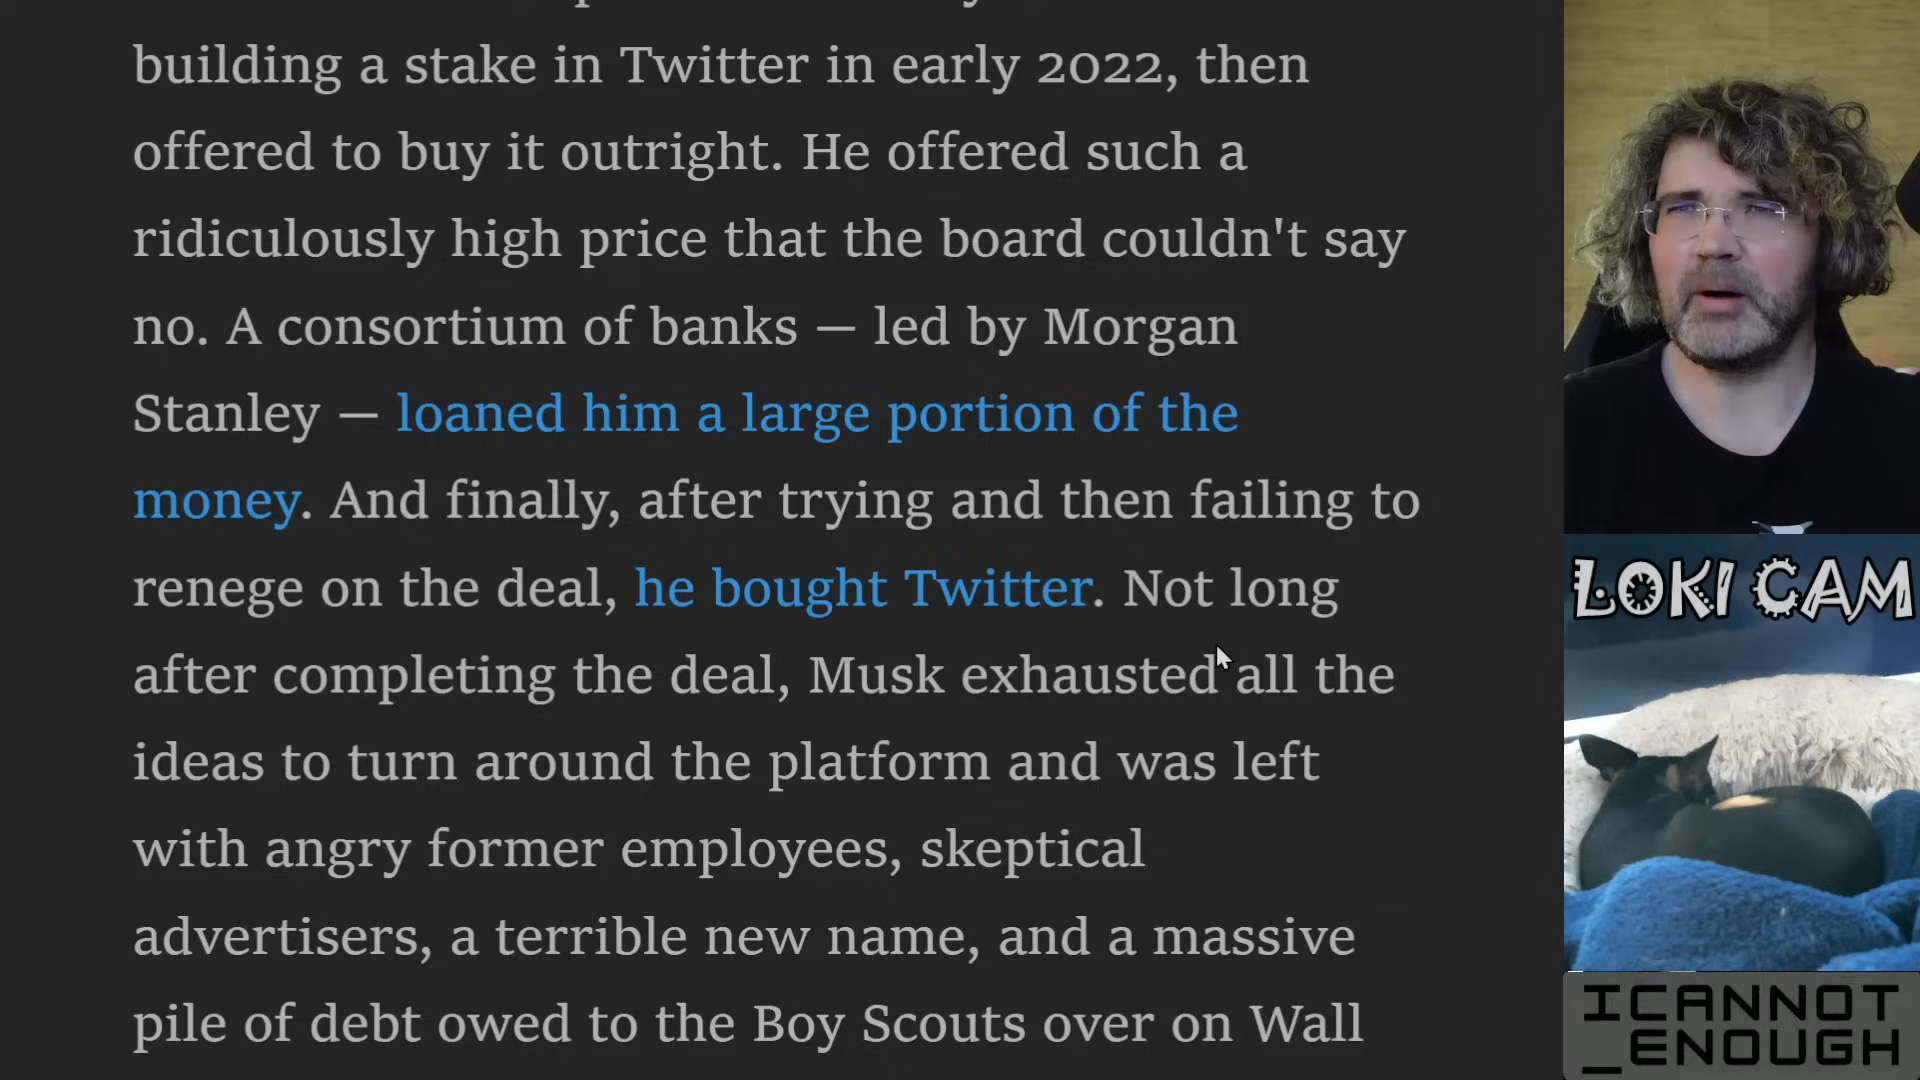 building a stake in Twitter in early 2022, then
offered to buy it outright. He offered such a
ridiculously high price that the board couldn't say
no. A consortium of banks — led by Morgan
Stanley — loaned him a large portion of the
money. And finally, after trying and then failing to
renege on the deal, he bought Twitter. Not long
after completing the deal, Musk exhausted all the
ideas to turn around the platform and was left
with angry former employees, skeptical
advertisers, a terrible new name, and a massive
pile of debt owed to the Boy Scouts over on Wall
LOKI CAM
ICANNOT
_ENOUGH